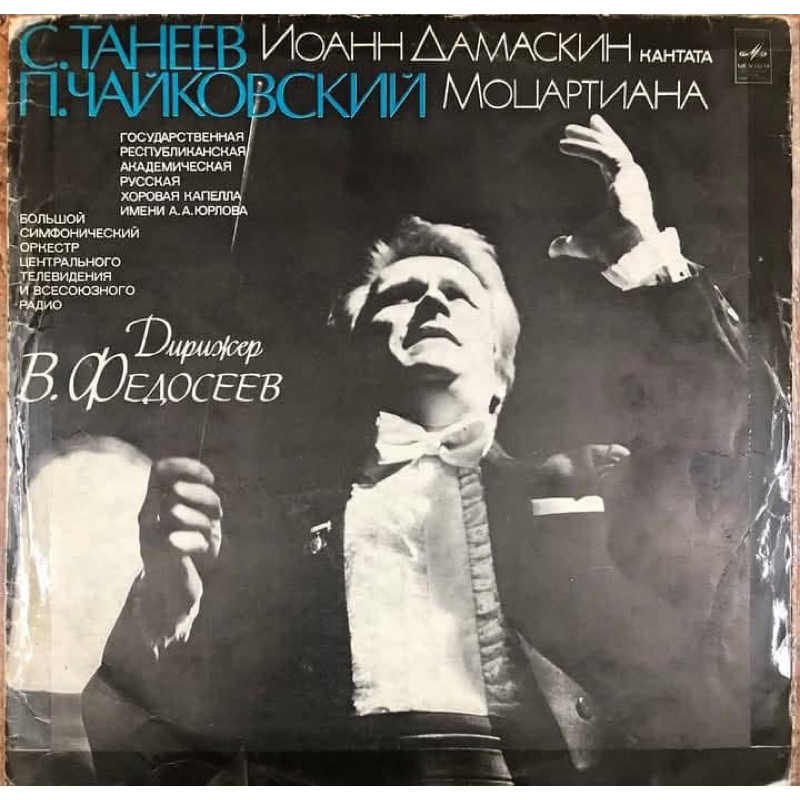 С. ТАНЕЕВ ИОАНН ДАМАСКИН КАНТАТА
П. ЧАЙКОВСКИЙ МОЦАРТИАНА
ГОСУДАРСТВЕННАЯ
РЕСПУБЛИКАНСКАЯ
АКАДЕМИЧЕСКАЯ
РУССКАЯ
ХОРОВАЯ КАПЕЛЛА
ИМЕНИ А.А.ЮРЛОВА
БОЛЬШОЙ
СИМФОНИЧЕСКИЙ
ОРКЕСТР
ЦЕНТРАЛЬНОГО
ТЕЛЕВИДЕНИЯ
И ВСЕСОЮЗНОГО
РАДИО
Дирижер
В. ФЕДОСЕЕВ